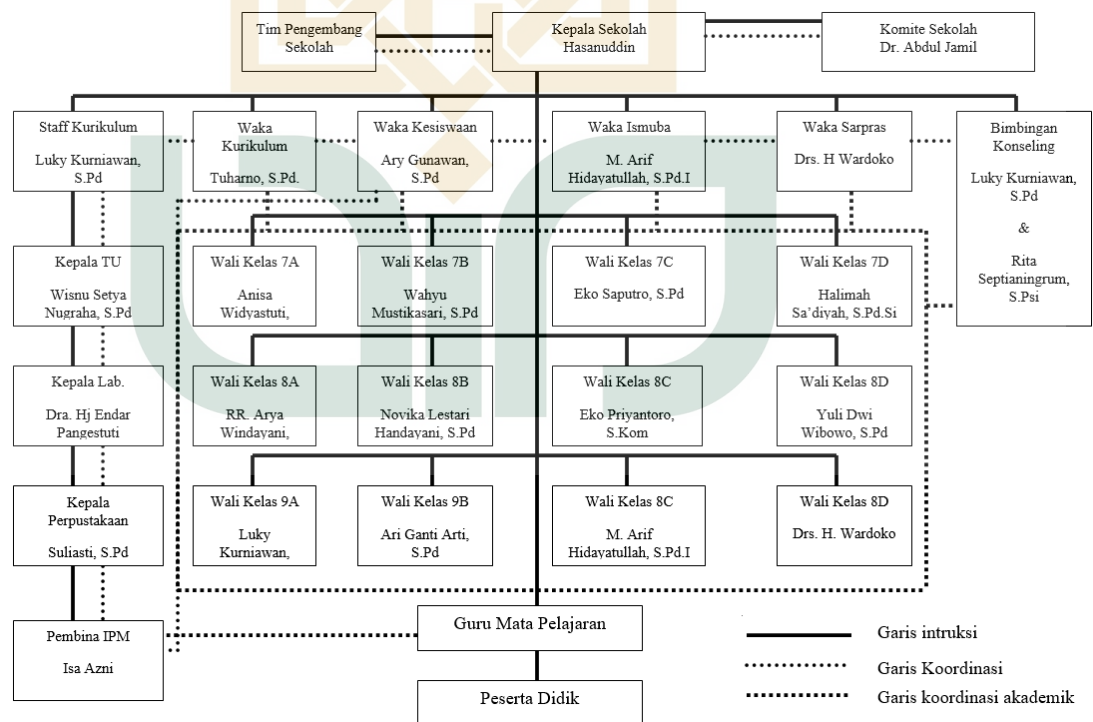 Tim Pengembang
Sekolah
Kepala Sekolah
Hasanuddin
Komite Sekolah
Dr. Abdul Jamil
Staff Kurikulum
Luky Kurniawan,
S.Pd
Waka
Kurikulum
Tuharno, S.Pd.
Waka Kesiswaan
Ary Gunawan,
S.Pd
Waka Ismuba
M. Arif
Hidayatullah, S.Pd.I
Waka Sarpras
Drs. H Wardoko
Bimbingan
Konseling
Luky Kurniawan,
S.Pd
&
Rita
Septianingrum,
S.Psi
Kepala TU
Wisnu Setya
Nugraha, S.Pd
Wali Kelas 7A
Anisa
Widyastuti,
Wali Kelas 7B
Wahyu
Mustikasari, S.Pd
Wali Kelas 7C
Eko Saputro, S.Pd
Wali Kelas 7D
Halimah
Sa’diyah, S.Pd.Si
Kepala Lab.
Dra. Hj Endar
Pangestuti
Wali Kelas 8A
RR. Arya
Windayani,
Wali Kelas 8B
Novika Lestari
Handayani, S.Pd
Wali Kelas 8C
Eko Priyantoro,
S.Kom
Wali Kelas 8D
Yuli Dwi
Wibowo, S.Pd
Kepala
Perpustakaan
Suliasti, S.Pd
Wali Kelas 9A
Luky
Kurniawan,
Wali Kelas 9B
Ari Ganti Arti,
S.Pd
Wali Kelas 8C
M. Arif
Hidayatullah, S.Pd.I
Wali Kelas 8D
Drs. H. Wardoko
Pembina IPM
Isa Azni
Guru Mata Pelajaran
Peserta Didik
Garis intruksi
Garis Koordinasi
Garis koordinasi akademik